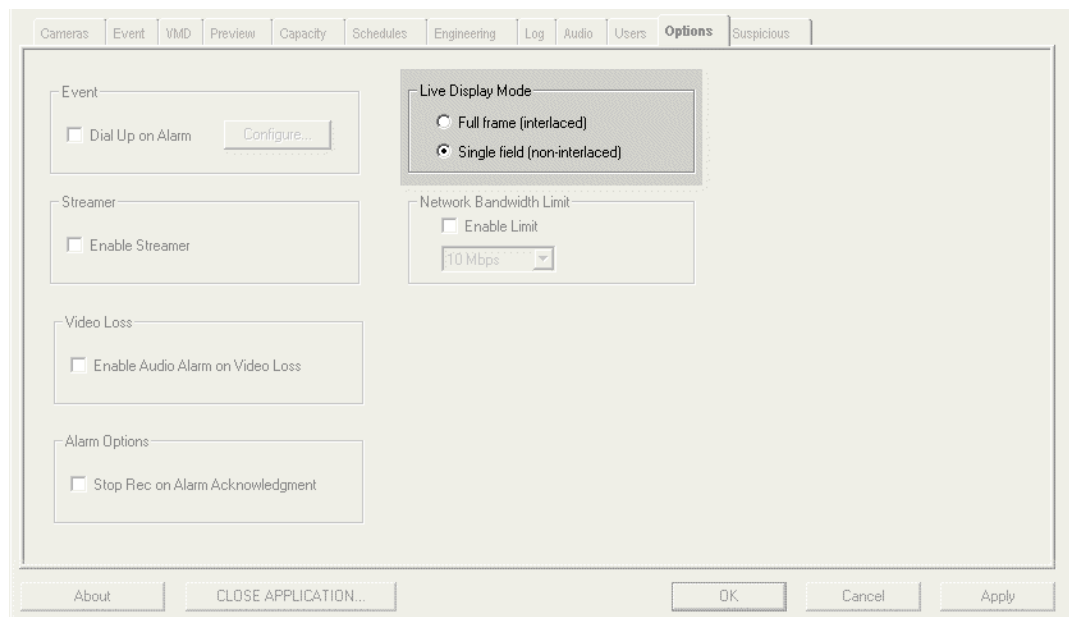 Cameras Event VMD Preview Capacity Schedules Engineering Log Audio Users Options Suspicious
Event
Dial Up on Alarm Configure...
Live Display Mode
Full frame (interlaced)
Single field (non-interlaced)
Streamer
Enable Streamer
Network Bandwidth Limit
Enable Limit
10 Mbps
Video Loss
Enable Audio Alarm on Video Loss
Alarm Options
Stop Rec on Alarm Acknowledgment
About CLOSE APPLICATION... OK Cancel Apply